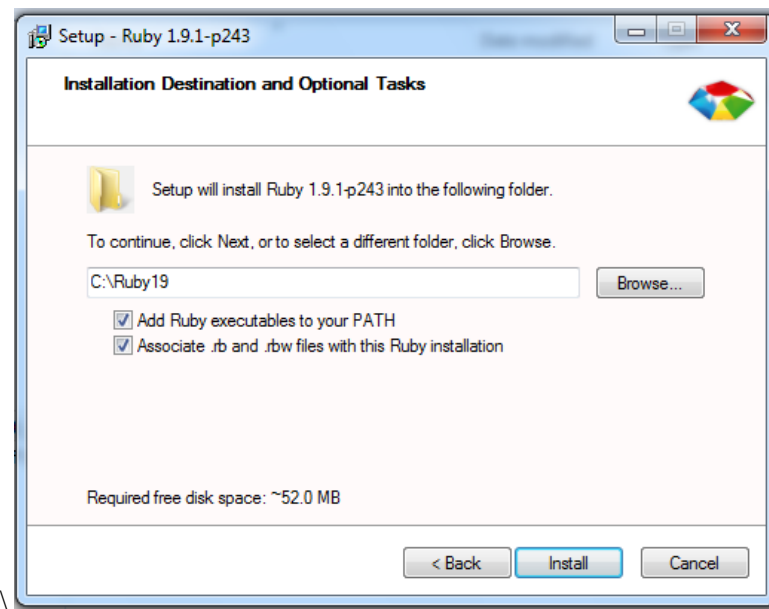 Setup - Ruby 1.9.1-p243
Installation Destination and Optional Tasks
Setup will install Ruby 1.9.1-p243 into the following folder.
To continue, click Next, or to select a different folder, click Browse.
C:\Ruby19
Browse...
Add Ruby executables to your PATH
Associate .rb and .rbw files with this Ruby installation
Required free disk space: ~52.0 MB
< Back Install Cancel
\